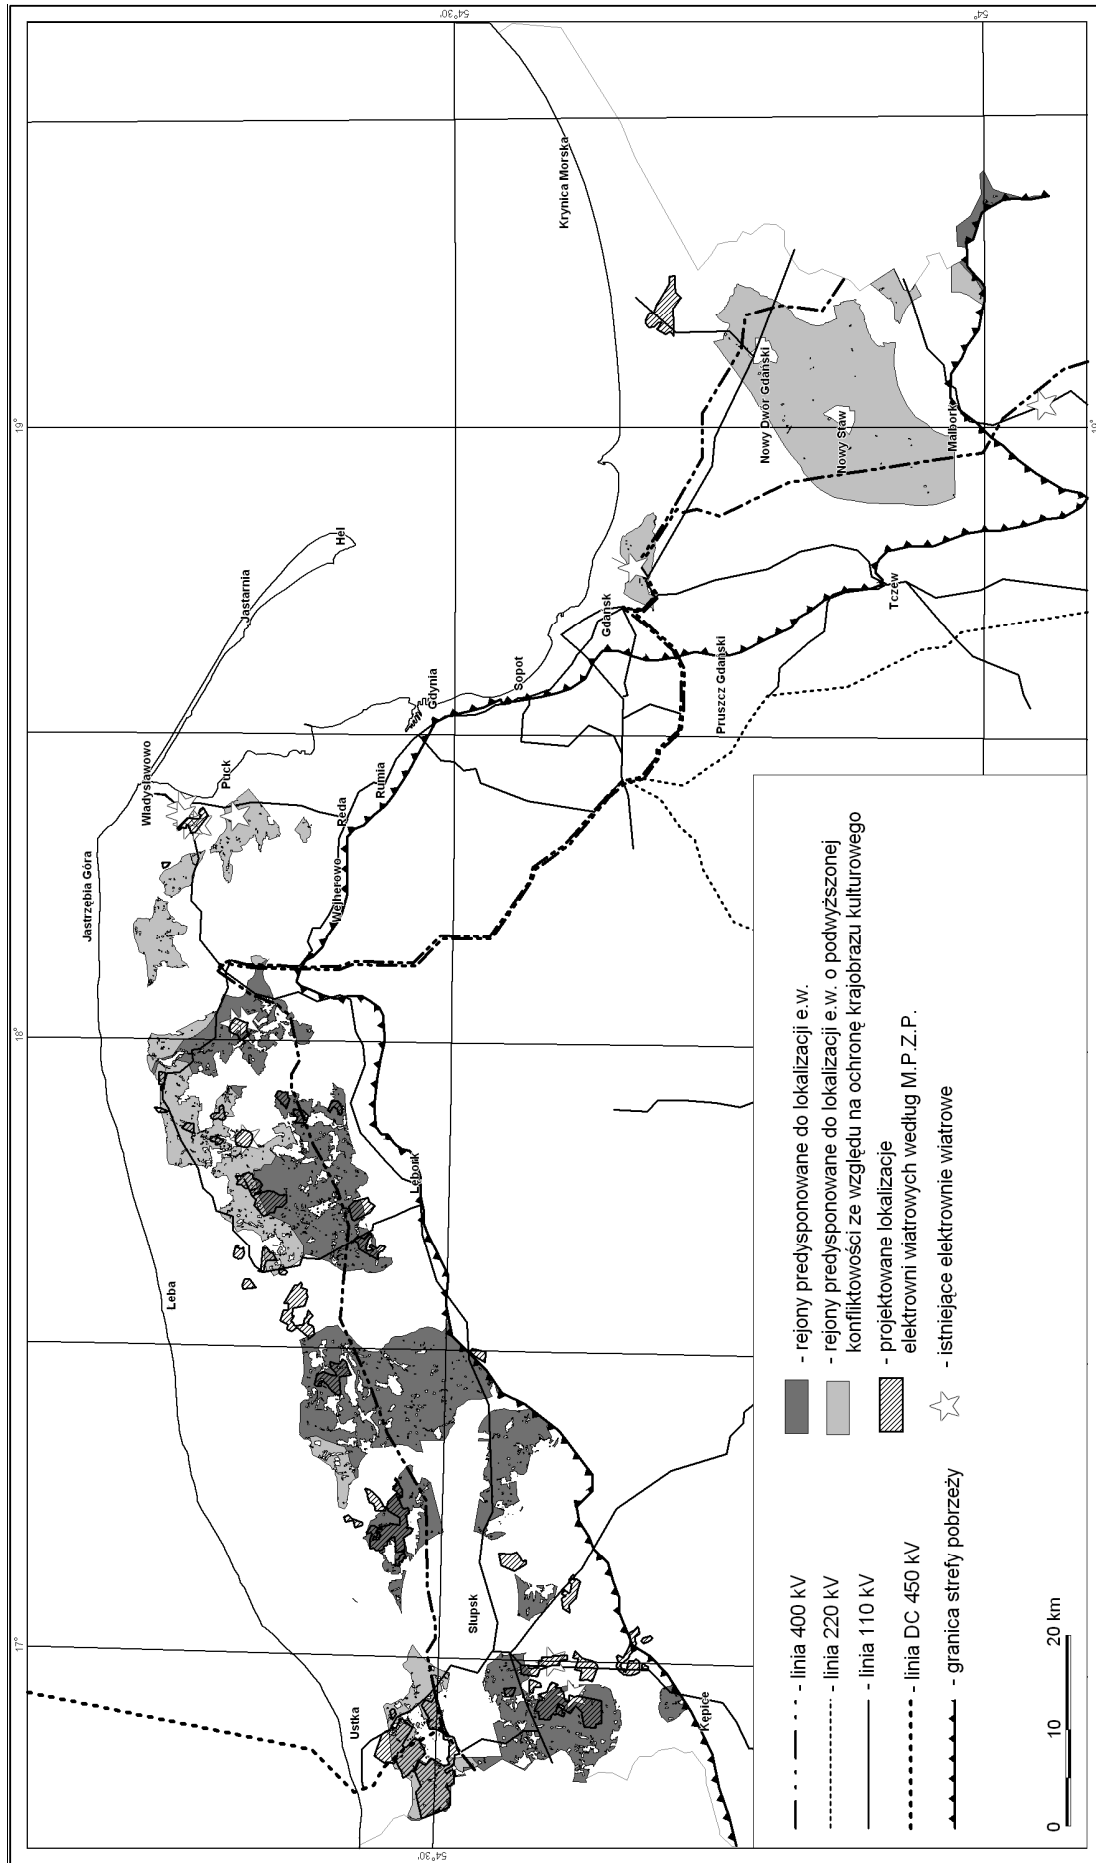 17°
18°
19°
54°30'
54°30'
54°
19°
Ustka
Słupsk
Kępice
Łeba
Lębork
Jastrzębia Góra
Władysławowo
Puck
Wejherowo
Reda
Rumia
Gdynia
Sopot
Jastarnia
Hel
Gdańsk
Pruszcz Gdański
Tczew
Krynica Morska
Nowy Dwór Gdański
Nowy Staw
Malbork
- linia 400 kV
- linia 220 kV
- linia 110 kV
- linia DC 450 kV
- granica strefy pobrzeży
- rejony predysponowane do lokalizacji e.w.
- rejony predysponowane do lokalizacji e.w. o podwyższonej
konfliktowości ze względu na ochronę krajobrazu kulturowego
- projektowane lokalizacje
elektrowni wiatrowych według M.P.Z.P.
- istniejące elektrownie wiatrowe
0 10 20 km